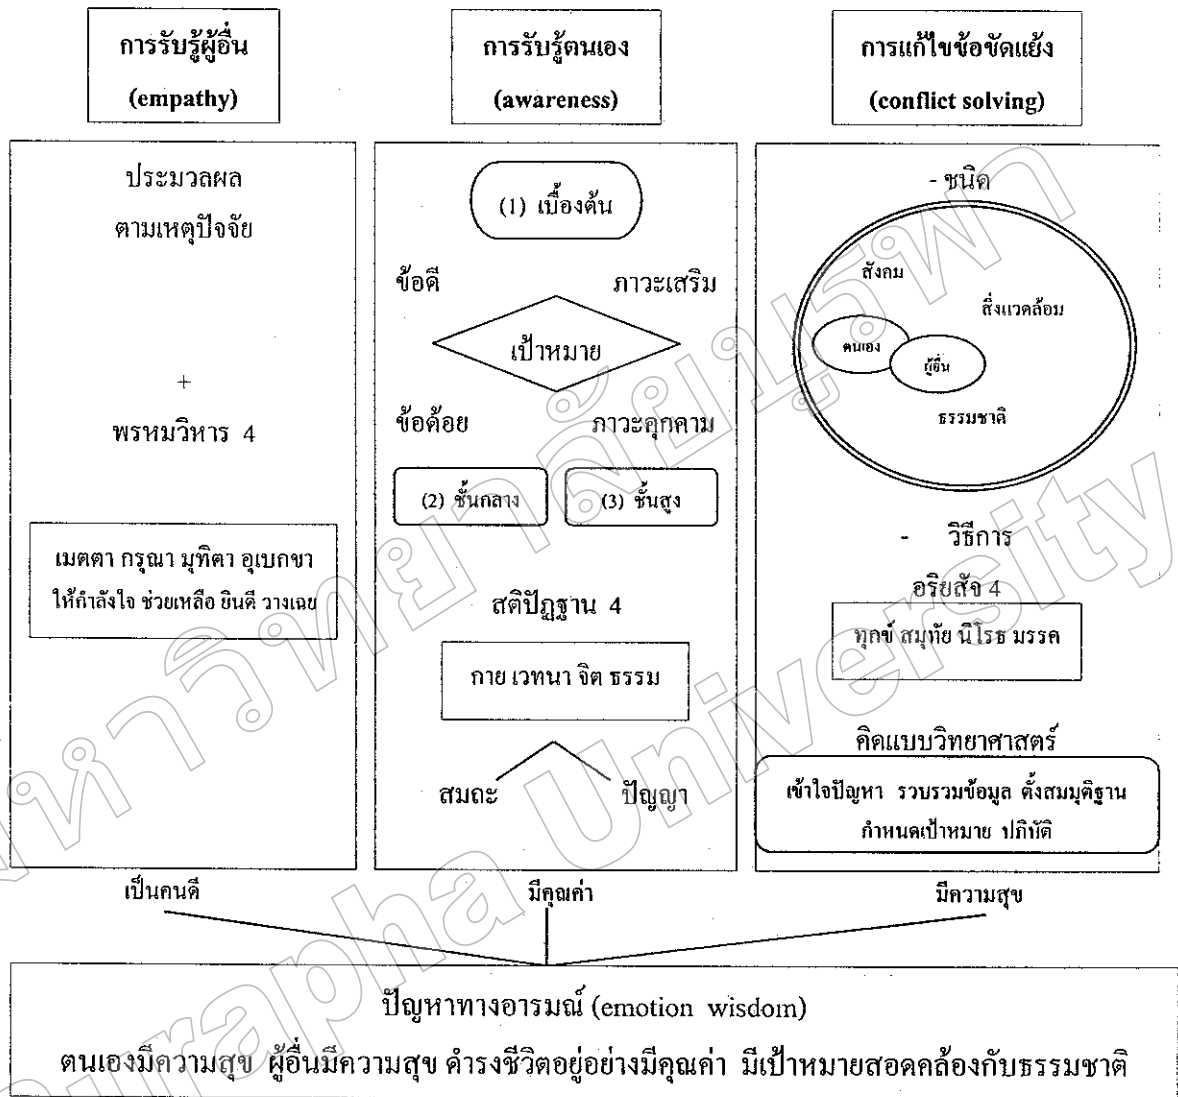 การรับรู้ผู้อื่น
(empathy)
ประมวลผล
ตามเหตุปัจจัย
+
พรหมวิหาร 4
เมตตา กรุณา มุทิตา อุเบกขา
ให้กำลังใจ ช่วยเหลือ ยินดี วางเฉย
เป็นคนดี
การรับรู้ตนเอง
(awareness)
(1) เบื้องต้น
ข้อดี ภาวะเสริม
เป้าหมาย
ข้อด้อย ภาวะคุกคาม
(2) ชั้นกลาง (3) ชั้นสูง
สติปัฏฐาน 4
กาย เวทนา จิต ธรรม
สมถะ ปัญญา
มีคุณค่า
การแก้ไขข้อขัดแย้ง
(conflict solving)
- ชนิด
สังคม
สิ่งแวดล้อม
ตนเอง
ผู้อื่น
ธรรมชาติ
- วิธีการ
อริยสัจ 4
ทุกข์ สมุทัย นิโรธ มรรค
คิดแบบวิทยาศาสตร์
เข้าใจปัญหา รวบรวมข้อมูล ตั้งสมมุติฐาน
กำหนดเป้าหมาย ปฏิบัติ
มีความสุข
ปัญหาทางอารมณ์ (emotion wisdom)
ตนเองมีความสุข ผู้อื่นมีความสุข ดำรงชีวิตอยู่อย่างมีคุณค่า มีเป้าหมายสอดคล้องกับธรรมชาติ
มหาวิทยาลัยบูรพา
Burapha University